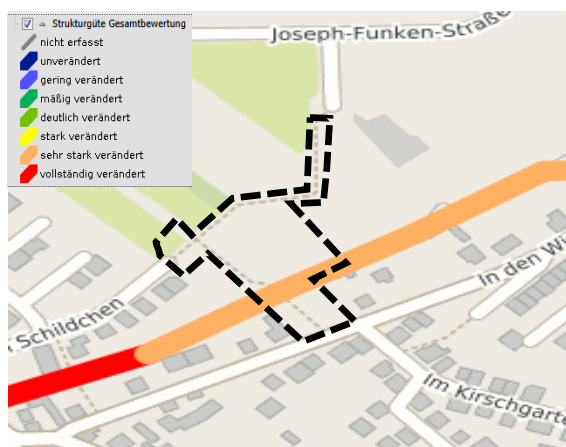 Strukturgüte Gesamtbewertung
nicht erfasst
unverändert
gering verändert
mäßig verändert
deutlich verändert
stark verändert
sehr stark verändert
vollständig verändert
Joseph-Funken-Straße
In den Wi
Schildchen
Im Kirschgarte